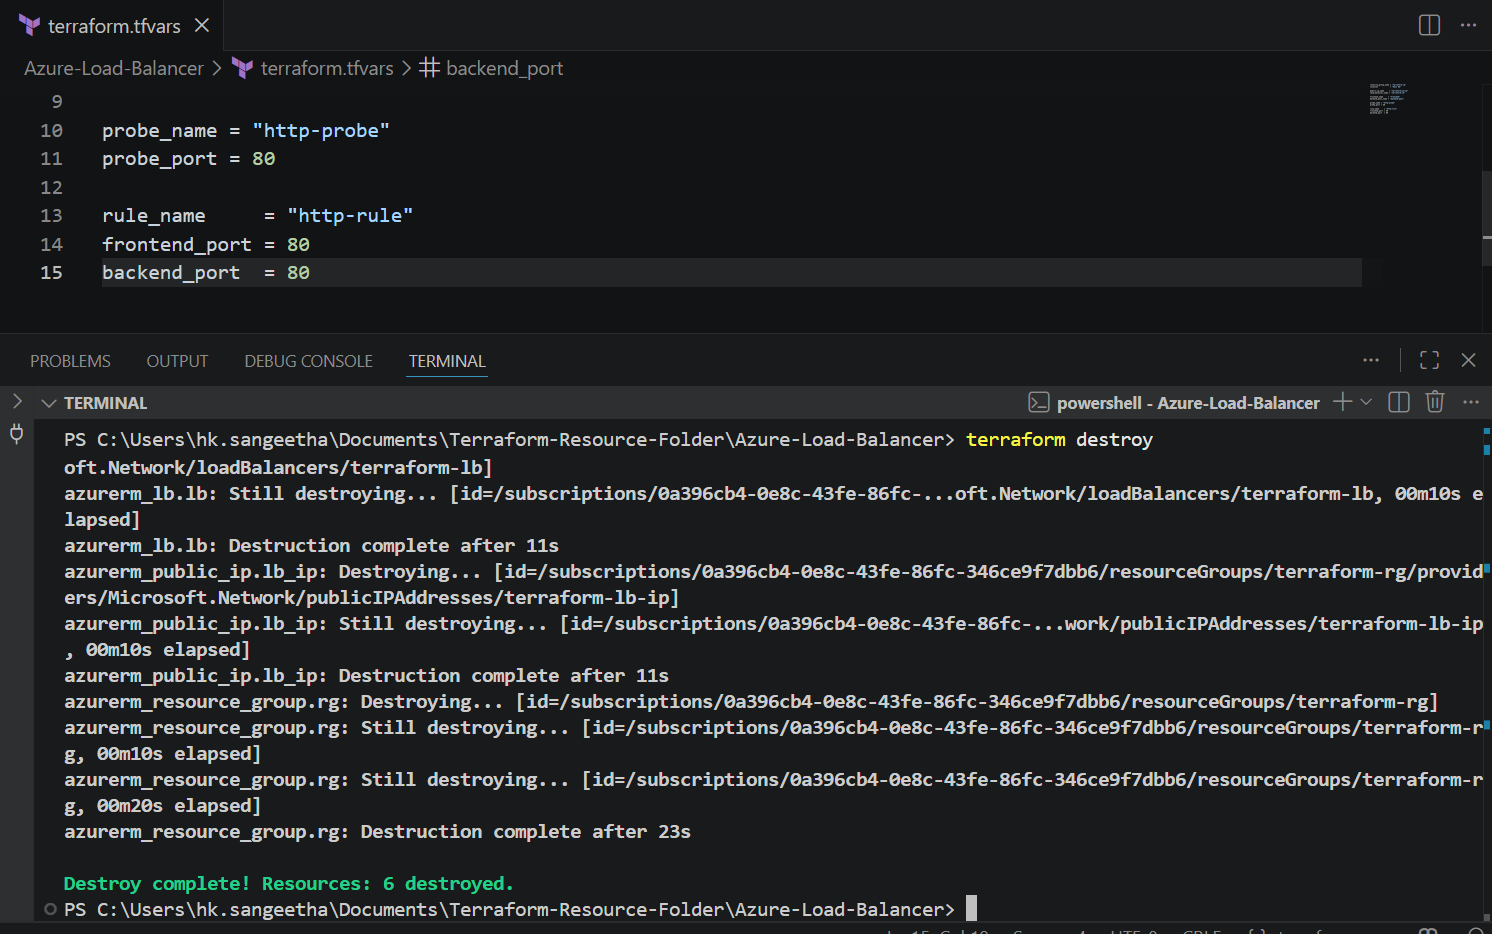 terraform.tfvars
Azure-Load-Balancer > terraform.tfvars > backend_port
9
10 probe_name = "http-probe"
11 probe_port = 80
12
13 rule_name     = "http-rule"
14 frontend_port = 80
15 backend_port  = 80
PROBLEMS OUTPUT DEBUG CONSOLE TERMINAL
TERMINAL powershell - Azure-Load-Balancer
PS C:\Users\hk.sangeetha\Documents\Terraform-Resource-Folder\Azure-Load-Balancer> terraform destroy
oft.Network/loadBalancers/terraform-lb]
azurerm_lb.lb: Still destroying... [id=/subscriptions/0a396cb4-0e8c-43fe-86fc-...oft.Network/loadBalancers/terraform-lb, 00m10s e
lapsed]
azurerm_lb.lb: Destruction complete after 11s
azurerm_public_ip.lb_ip: Destroying... [id=/subscriptions/0a396cb4-0e8c-43fe-86fc-346ce9f7dbb6/resourceGroups/terraform-rg/provid
ers/Microsoft.Network/publicIPAddresses/terraform-lb-ip]
azurerm_public_ip.lb_ip: Still destroying... [id=/subscriptions/0a396cb4-0e8c-43fe-86fc-...work/publicIPAddresses/terraform-lb-ip
, 00m10s elapsed]
azurerm_public_ip.lb_ip: Destruction complete after 11s
azurerm_resource_group.rg: Destroying... [id=/subscriptions/0a396cb4-0e8c-43fe-86fc-346ce9f7dbb6/resourceGroups/terraform-rg]
azurerm_resource_group.rg: Still destroying... [id=/subscriptions/0a396cb4-0e8c-43fe-86fc-346ce9f7dbb6/resourceGroups/terraform-r
g, 00m10s elapsed]
azurerm_resource_group.rg: Still destroying... [id=/subscriptions/0a396cb4-0e8c-43fe-86fc-346ce9f7dbb6/resourceGroups/terraform-r
g, 00m20s elapsed]
azurerm_resource_group.rg: Destruction complete after 23s
Destroy complete! Resources: 6 destroyed.
PS C:\Users\hk.sangeetha\Documents\Terraform-Resource-Folder\Azure-Load-Balancer>